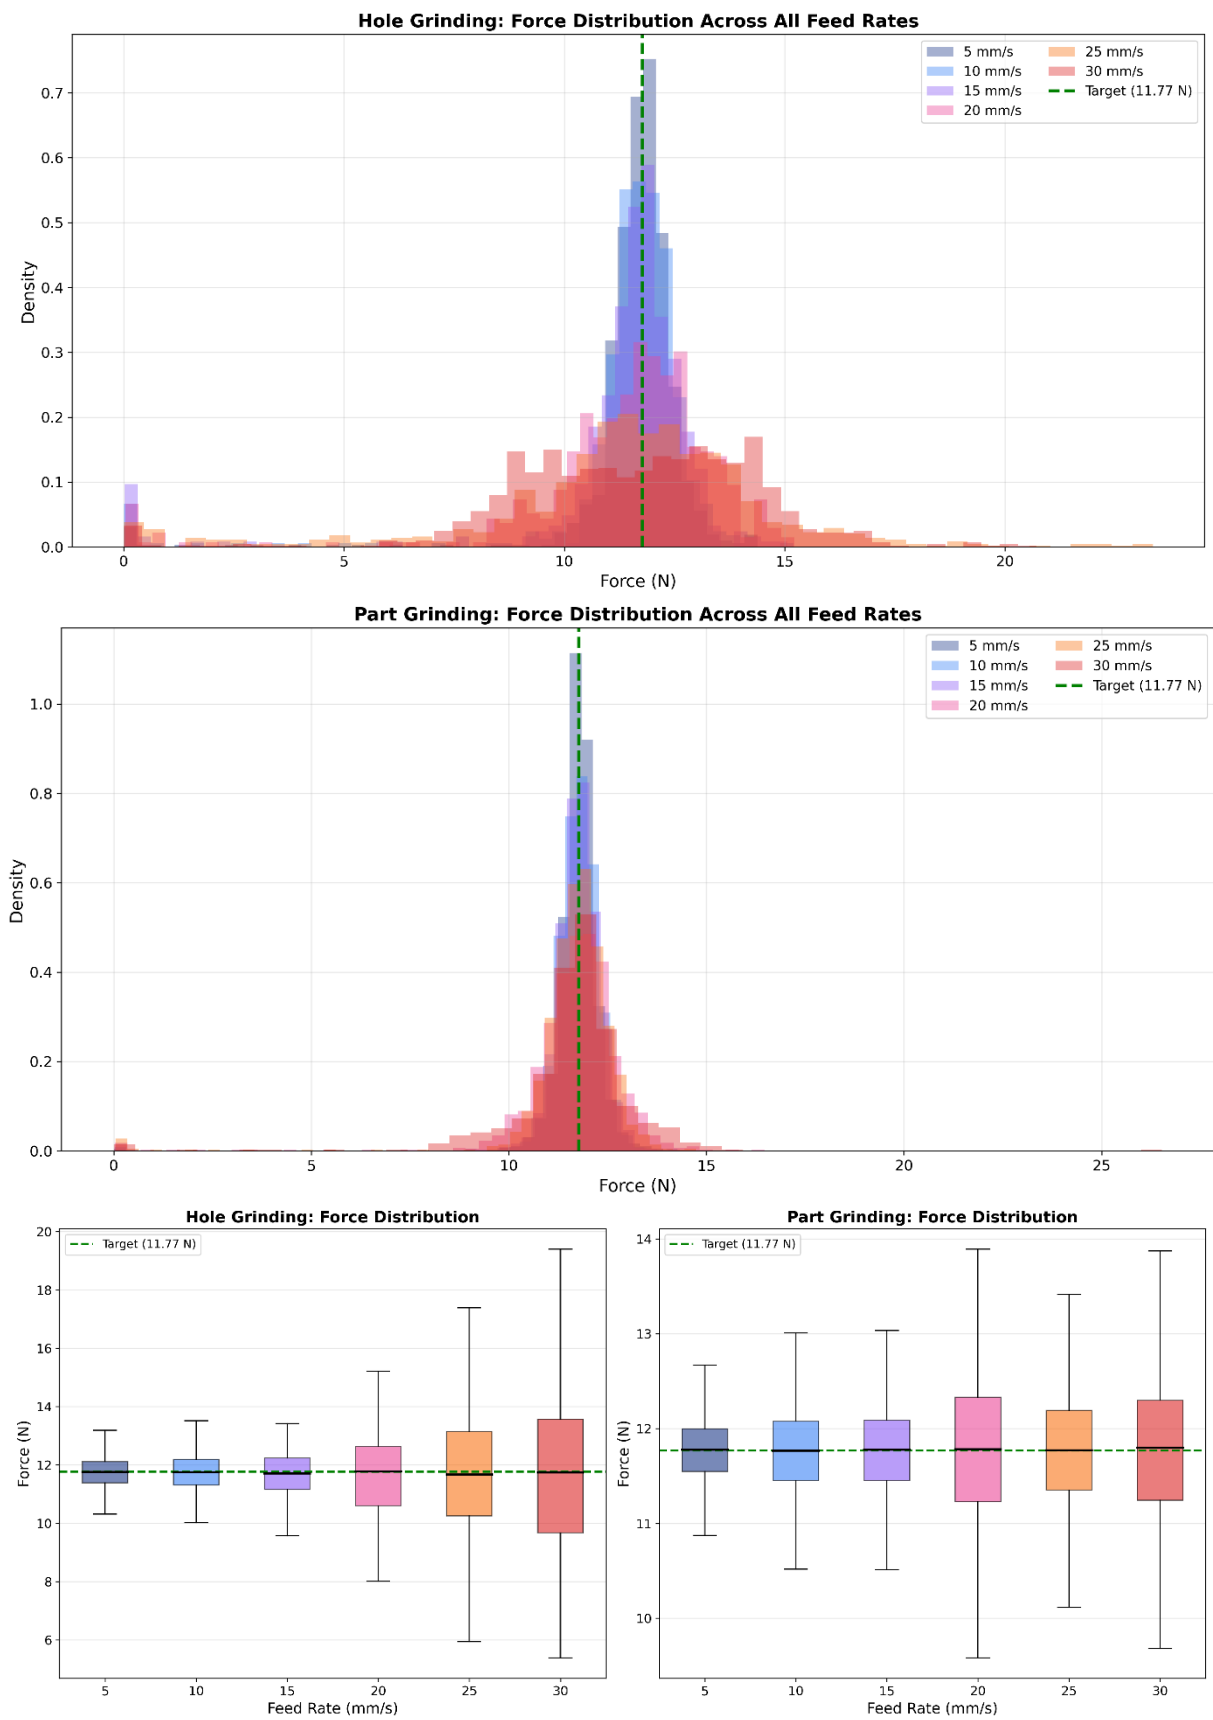 Hole Grinding: Force Distribution Across All Feed Rates
5 mm/s
10 mm/s
15 mm/s
20 mm/s
25 mm/s
30 mm/s
Target (11.77 N)
Density
0.7
0.6
0.5
0.4
0.3
0.2
0.1
0.0
0 5 10 15 20
Force (N)
Part Grinding: Force Distribution Across All Feed Rates
5 mm/s
10 mm/s
15 mm/s
20 mm/s
25 mm/s
30 mm/s
Target (11.77 N)
Density
1.0
0.8
0.6
0.4
0.2
0.0
0 5 10 15 20 25
Force (N)
Hole Grinding: Force Distribution
Target (11.77 N)
Force (N)
20
18
16
14
12
10
8
6
5 10 15 20 25 30
Feed Rate (mm/s)
Part Grinding: Force Distribution
Target (11.77 N)
Force (N)
14
13
12
11
10
5 10 15 20 25 30
Feed Rate (mm/s)